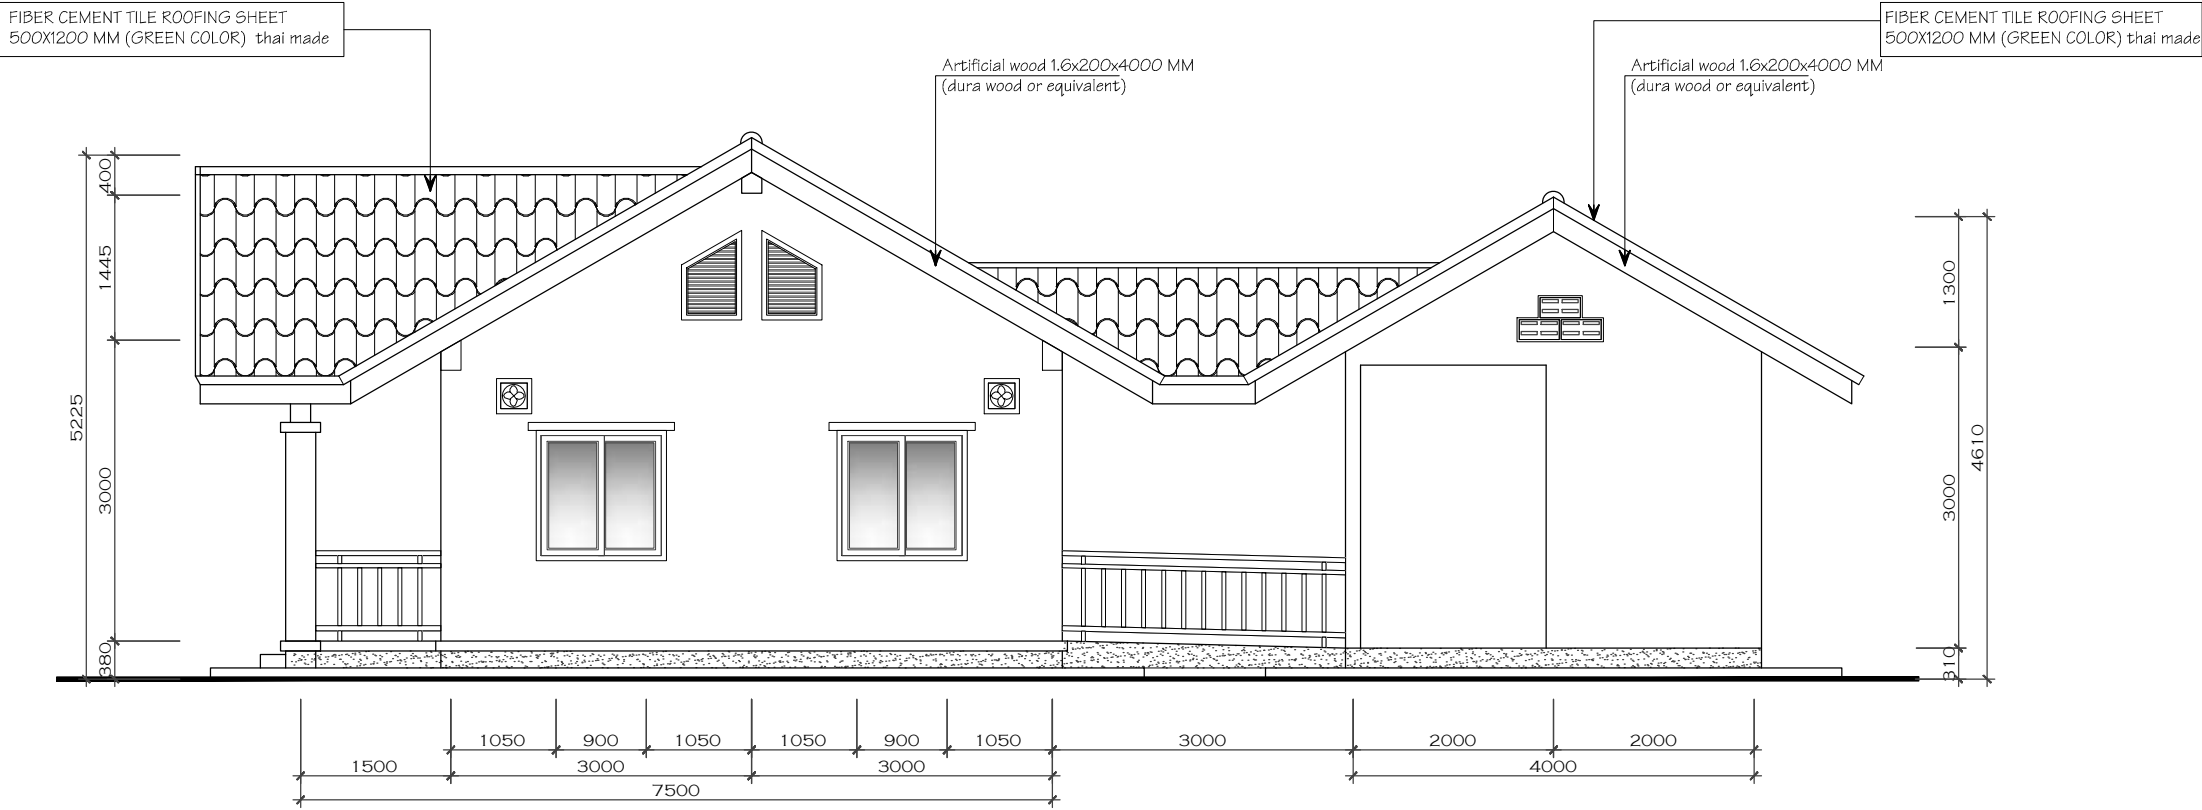 FIBER CEMENT TILE ROOFING SHEET
500X1200 MM (GREEN COLOR) thai made
FIBER CEMENT TILE ROOFING SHEET
500X1200 MM (GREEN COLOR) thai made
Artificial wood 1.6x200x4000 MM
(dura wood or equivalent)
Artificial wood 1.6x200x4000 MM
(dura wood or equivalent)
400
1445
5225
3000
380
1300
4610
3000
310
1050 900 1050 1050 900 1050 3000 2000 2000
1500 3000 3000 4000
7500